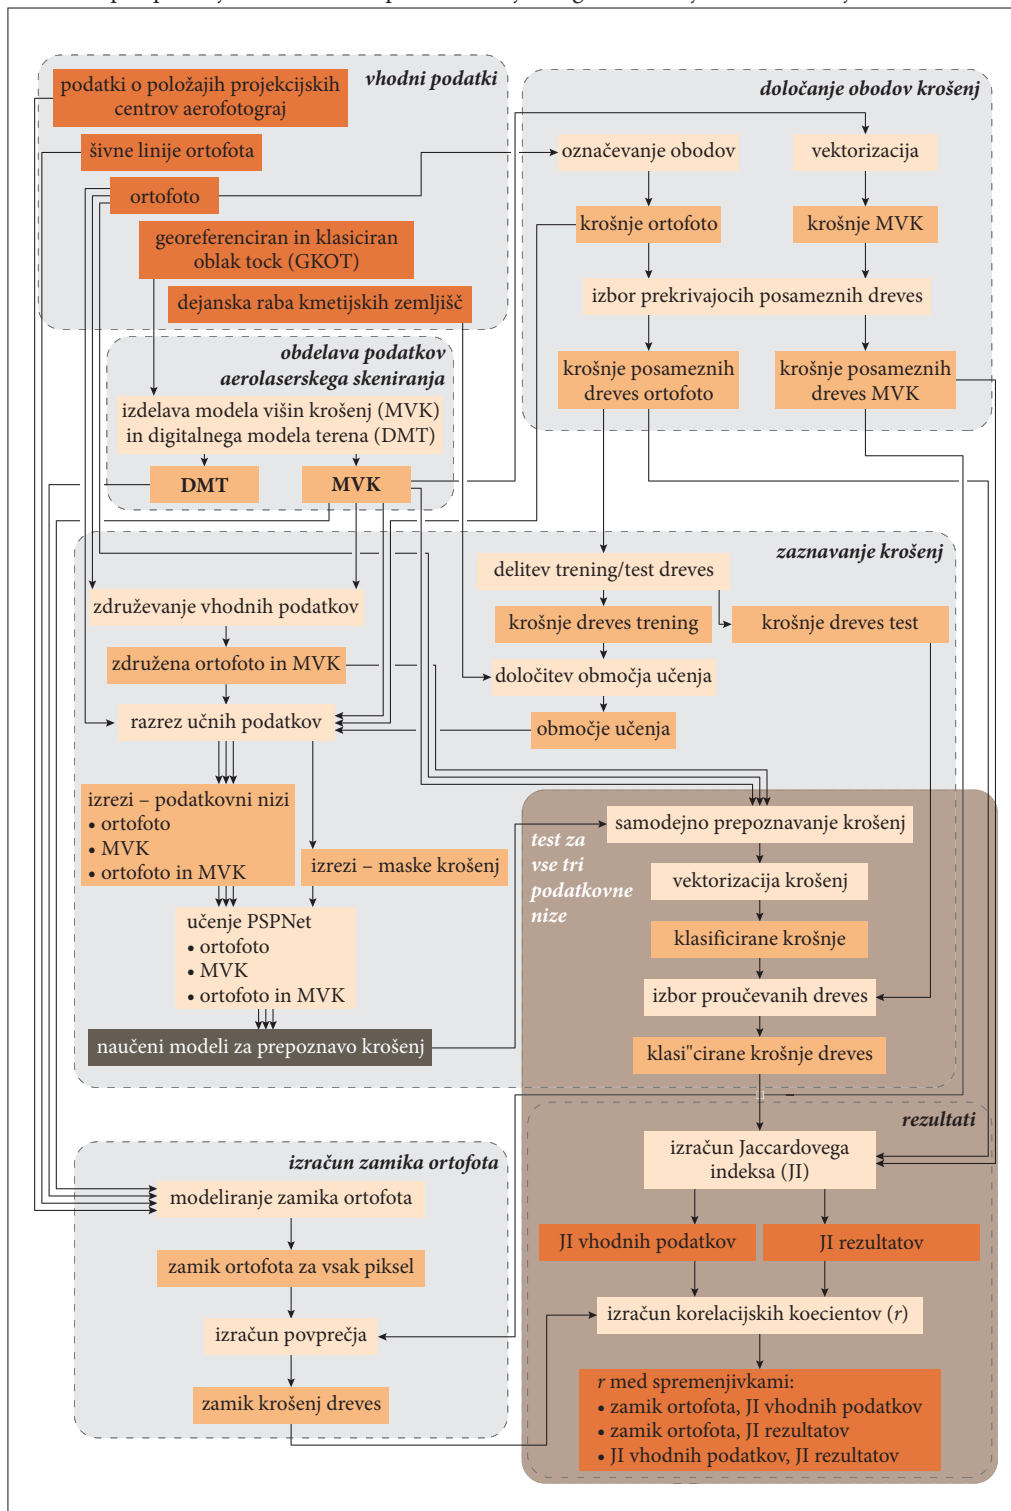 vhodni podatki
podatki o položajih projekcijskih
centrov aerofotograj
šivne linije ortofota
ortofoto
georeferenciran in klasiciran
oblak tock (GKOT)
dejanska raba kmetijskih zemljišč
določanje obodov krošenj
označevanje obodov
vektorizacija
krošnje ortofoto
krošnje MVK
izbor prekrivajocih posameznih dreves
krošnje posameznih
dreves ortofoto
krošnje posameznih
dreves MVK
obdelava podatkov
aerolaserskega skeniranja
izdelava modela višin krošenj (MVK)
in digitalnega modela terena (DMT)
DMT
MVK
zaznavanje krošenj
delitev trening/test dreves
združevanje vhodnih podatkov
krošnje dreves trening
krošnje dreves test
združena ortofoto in MVK
določitev območja učenja
razrez učnih podatkov
območje učenja
izrezi – podatkovni nizi
• ortofoto
• MVK
• ortofoto in MVK
izrezi – maske krošenj
učenje PSPNet
• ortofoto
• MVK
• ortofoto in MVK
naučeni modeli za prepoznavo krošenj
test za
vse tri
podatkovne
nize
samodejno prepoznavanje krošenj
vektorizacija krošenj
klasificirane krošnje
izbor proučevanih dreves
klasi"cirane krošnje dreves
rezultati
izračun Jaccardovega
indeksa (JI)
JI vhodnih podatkov
JI rezultatov
izračun korelacijskih koecientov (r)
r med spremenjivkami:
• zamik ortofota, JI vhodnih podatkov
• zamik ortofota, JI rezultatov
• JI vhodnih podatkov, JI rezultatov
izračun zamika ortofota
modeliranje zamika ortofota
zamik ortofota za vsak piksel
izračun povprečja
zamik krošenj dreves